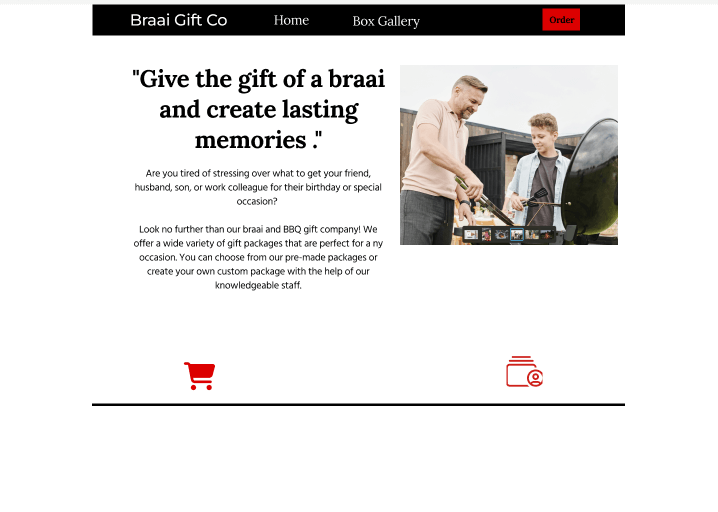 Braai Gift Co Home Box Gallery Order
"Give the gift of a braai
and create lasting
memories ."
Are you tired of stressing over what to get your friend,
husband, son, or work colleague for their birthday or special
occasion?
Look no further than our braai and BBQ gift company! We
offer a wide variety of gift packages that are perfect for a ny
occasion. You can choose from our pre-made packages or
create your own custom package with the help of our
knowledgeable staff.